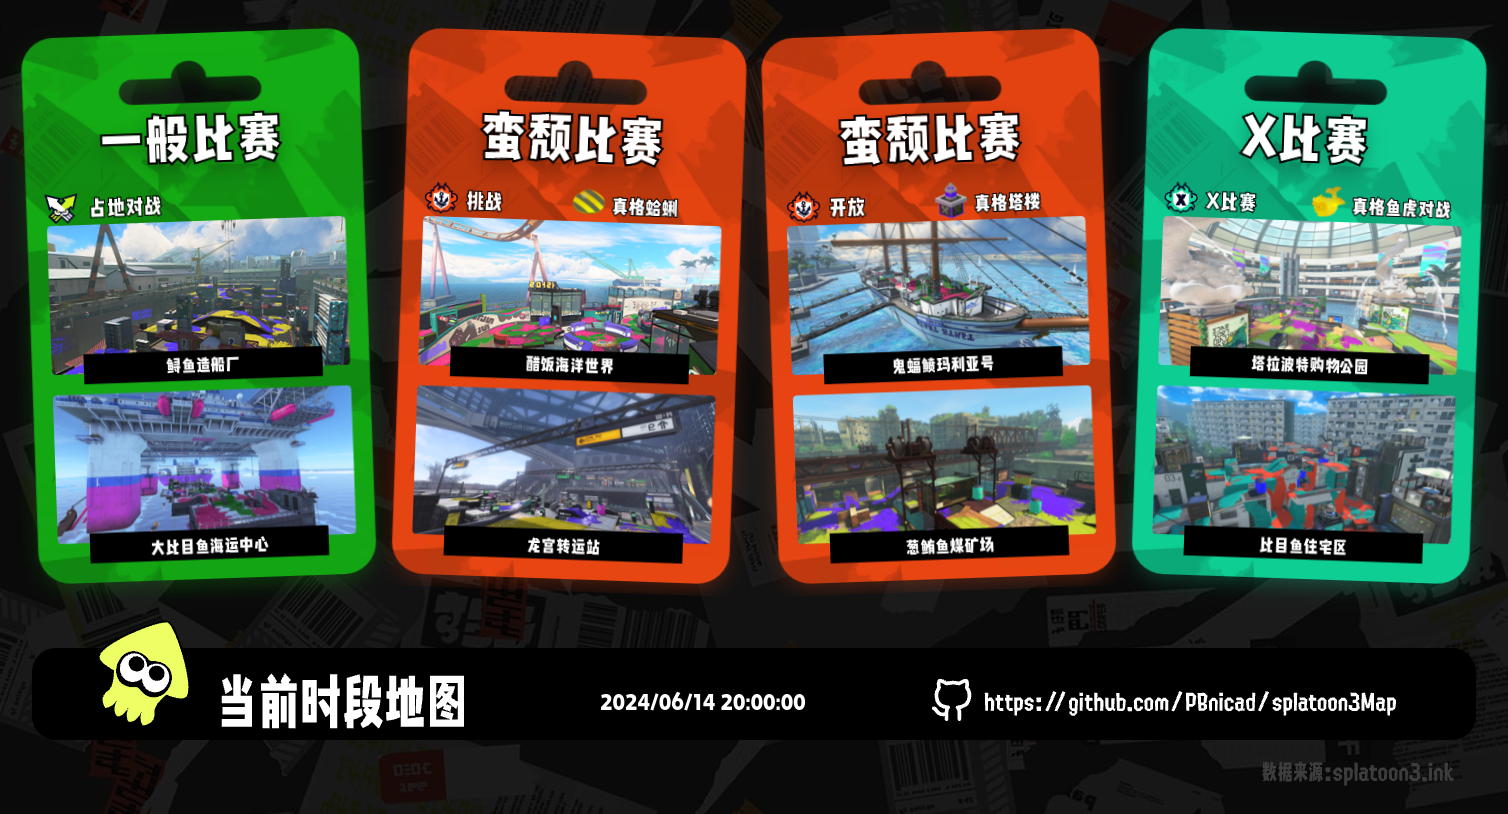 一般比赛
占地对战
鲟鱼造船厂
大比目鱼海运中心
蛮颓比赛
挑战
真格蛤蜊
醋饭海洋世界
龙宫转运站
蛮颓比赛
开放
真格塔楼
鬼蝠鲼玛利亚号
葱鲔鱼煤矿场
X比赛
X比赛
真格鱼虎对战
塔拉波特购物公园
比目鱼住宅区
当前时段地图
2024/06/14 20:00:00
https://github.com/PBnicad/splatoon3Map
数据来源:splatoon3.ink